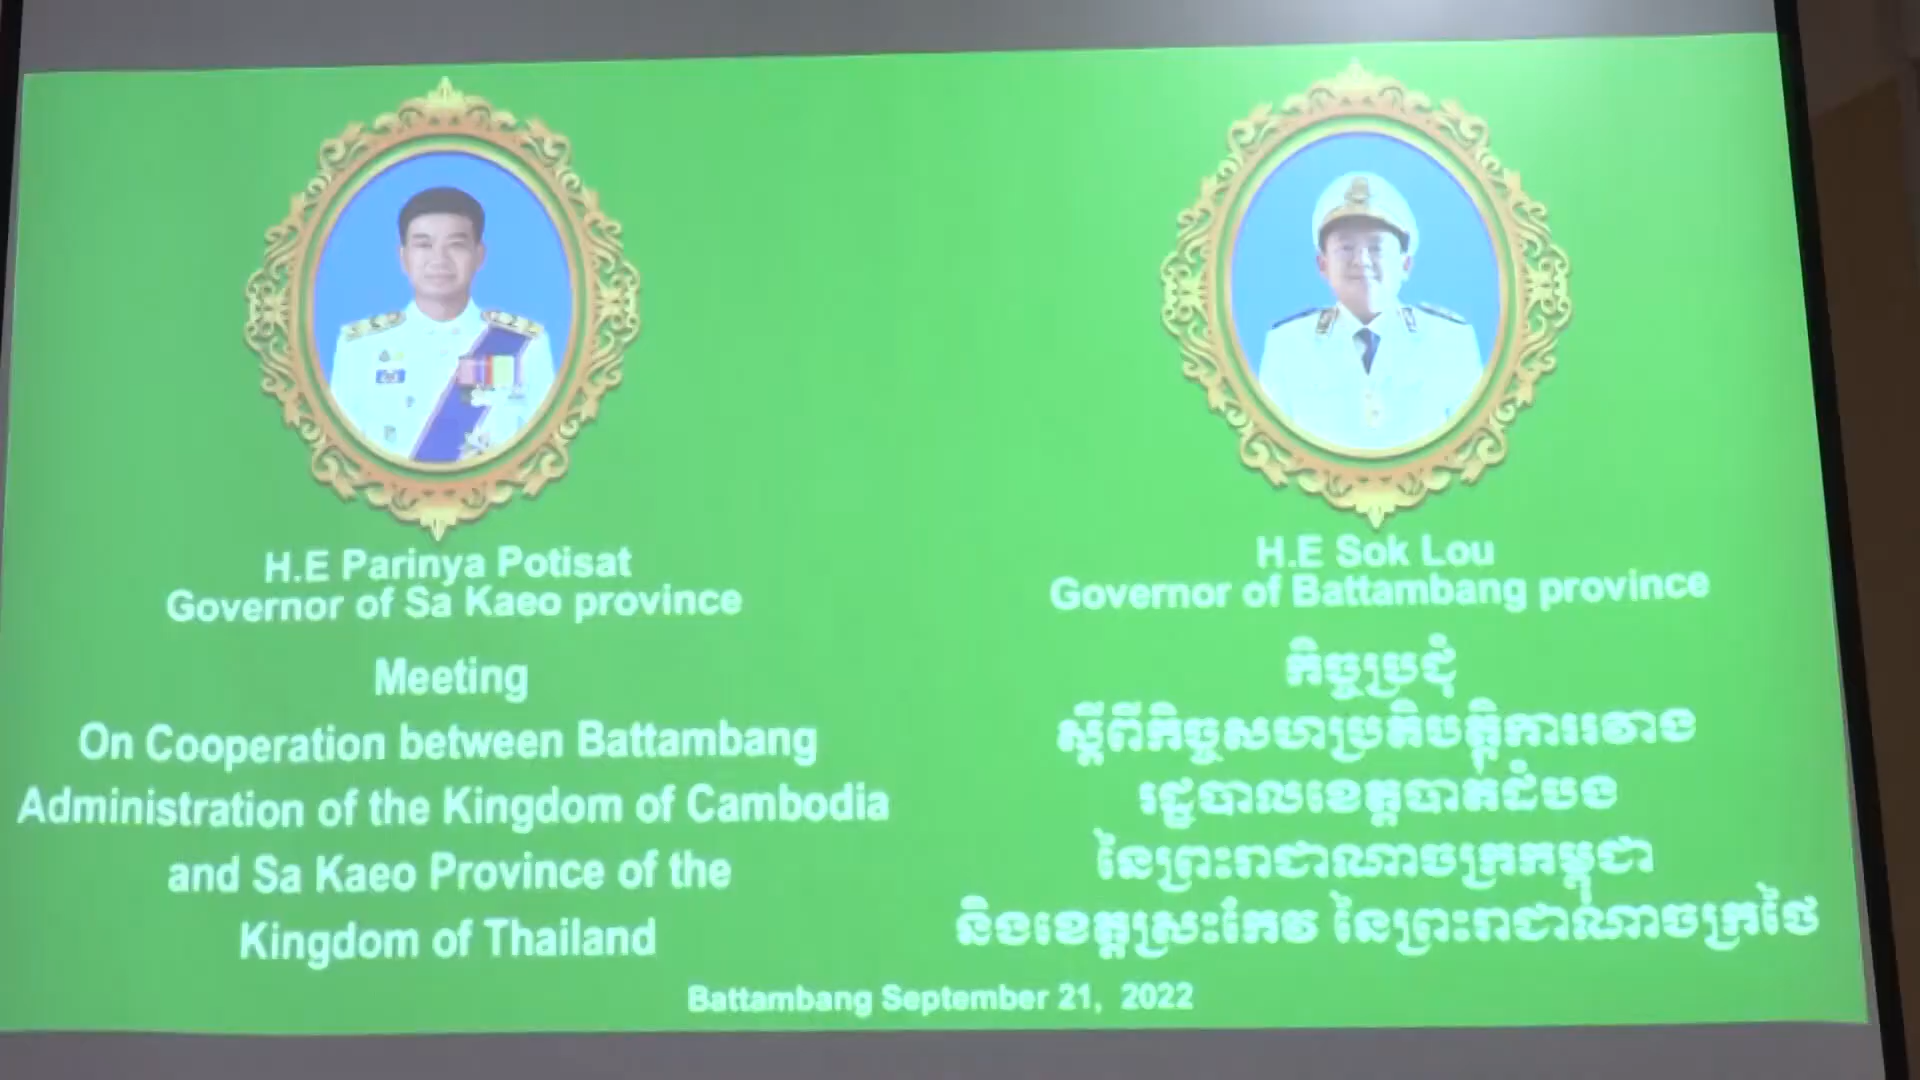 H.E Parinya Potisat
Governor of Sa Kaeo province
Meeting
On Cooperation between Battambang
Administration of the Kingdom of Cambodia
and Sa Kaeo Province of the
Kingdom of Thailand
H.E Sok Lou
Governor of Battambang province
កិច្ចប្រជុំ
ស្តីពីកិច្ចសហប្រតិបត្តិការរវាង
រដ្ឋបាលខេត្តបាត់ដំបង
នៃព្រះរាជាណាចក្រកម្ពុជា
និងខេត្តស្រះកែវ នៃព្រះរាជាណាចក្រថៃ
Battambang September 21, 2022